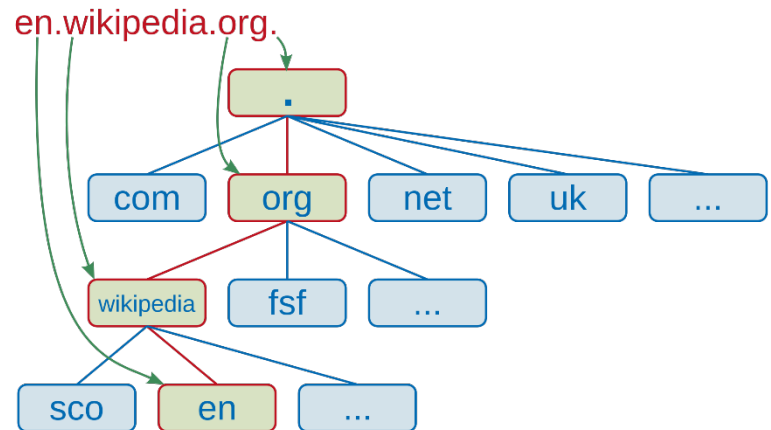 en.wikipedia.org.
.
com org net uk ...
wikipedia fsf ...
sco en ...